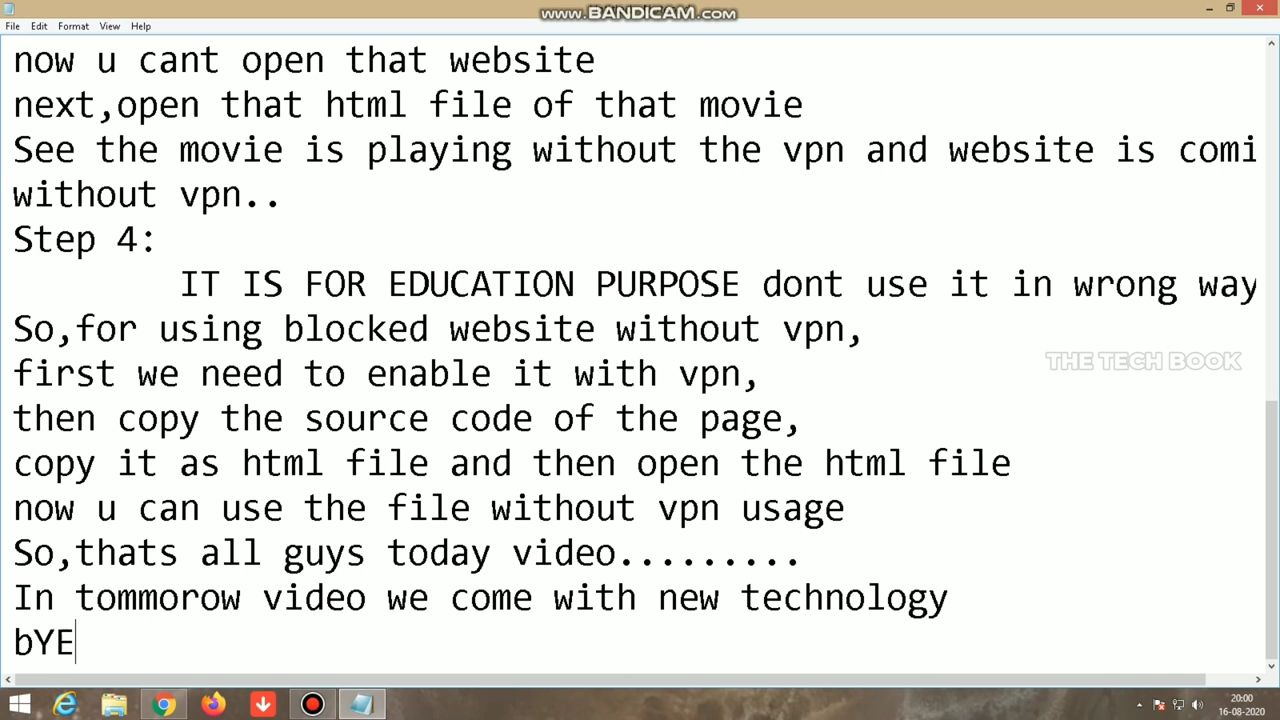 www.BANDICAM.com
File Edit Format View Help
now u cant open that website
next,open that html file of that movie
See the movie is playing without the vpn and website is comi
without vpn..
Step 4:
IT IS FOR EDUCATION PURPOSE dont use it in wrong way
So,for using blocked website without vpn,
first we need to enable it with vpn,
THE TECH BOOK
then copy the source code of the page,
copy it as html file and then open the html file
now u can use the file without vpn usage
So,thats all guys today video.........
In tommorow video we come with new technology
bYE
20:00
16-08-2020